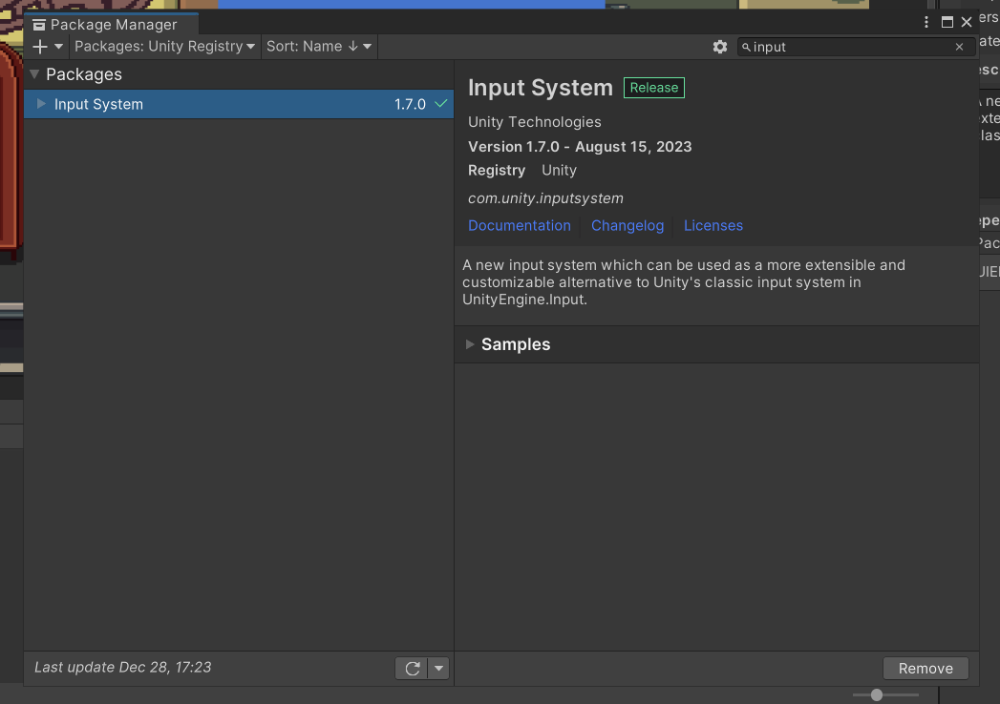 Package Manager
Packages: Unity Registry
Sort: Name ↓
input
Packages
Input System 1.7.0
Input System Release
Unity Technologies
Version 1.7.0 - August 15, 2023
Registry Unity
com.unity.inputsystem
Documentation Changelog Licenses
A new input system which can be used as a more extensible and
customizable alternative to Unity's classic input system in
UnityEngine.Input.
Samples
Last update Dec 28, 17:23
Remove